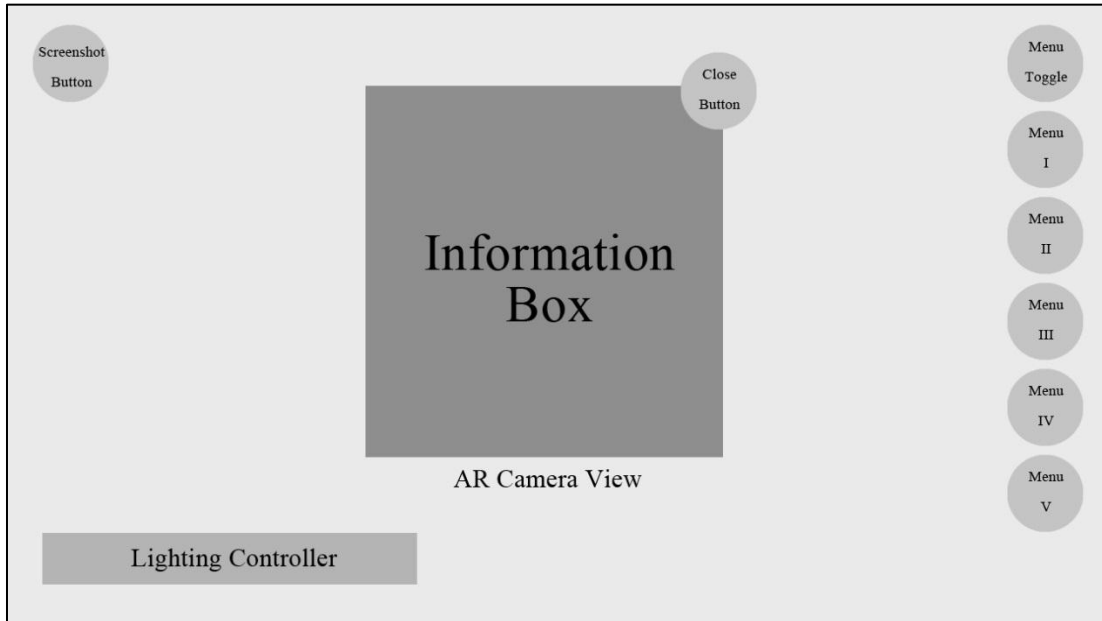 Screenshot
Button
Close
Button
Menu
Toggle
Menu
I
Menu
II
Menu
III
Menu
IV
Menu
V
Information
Box
AR Camera View
Lighting Controller